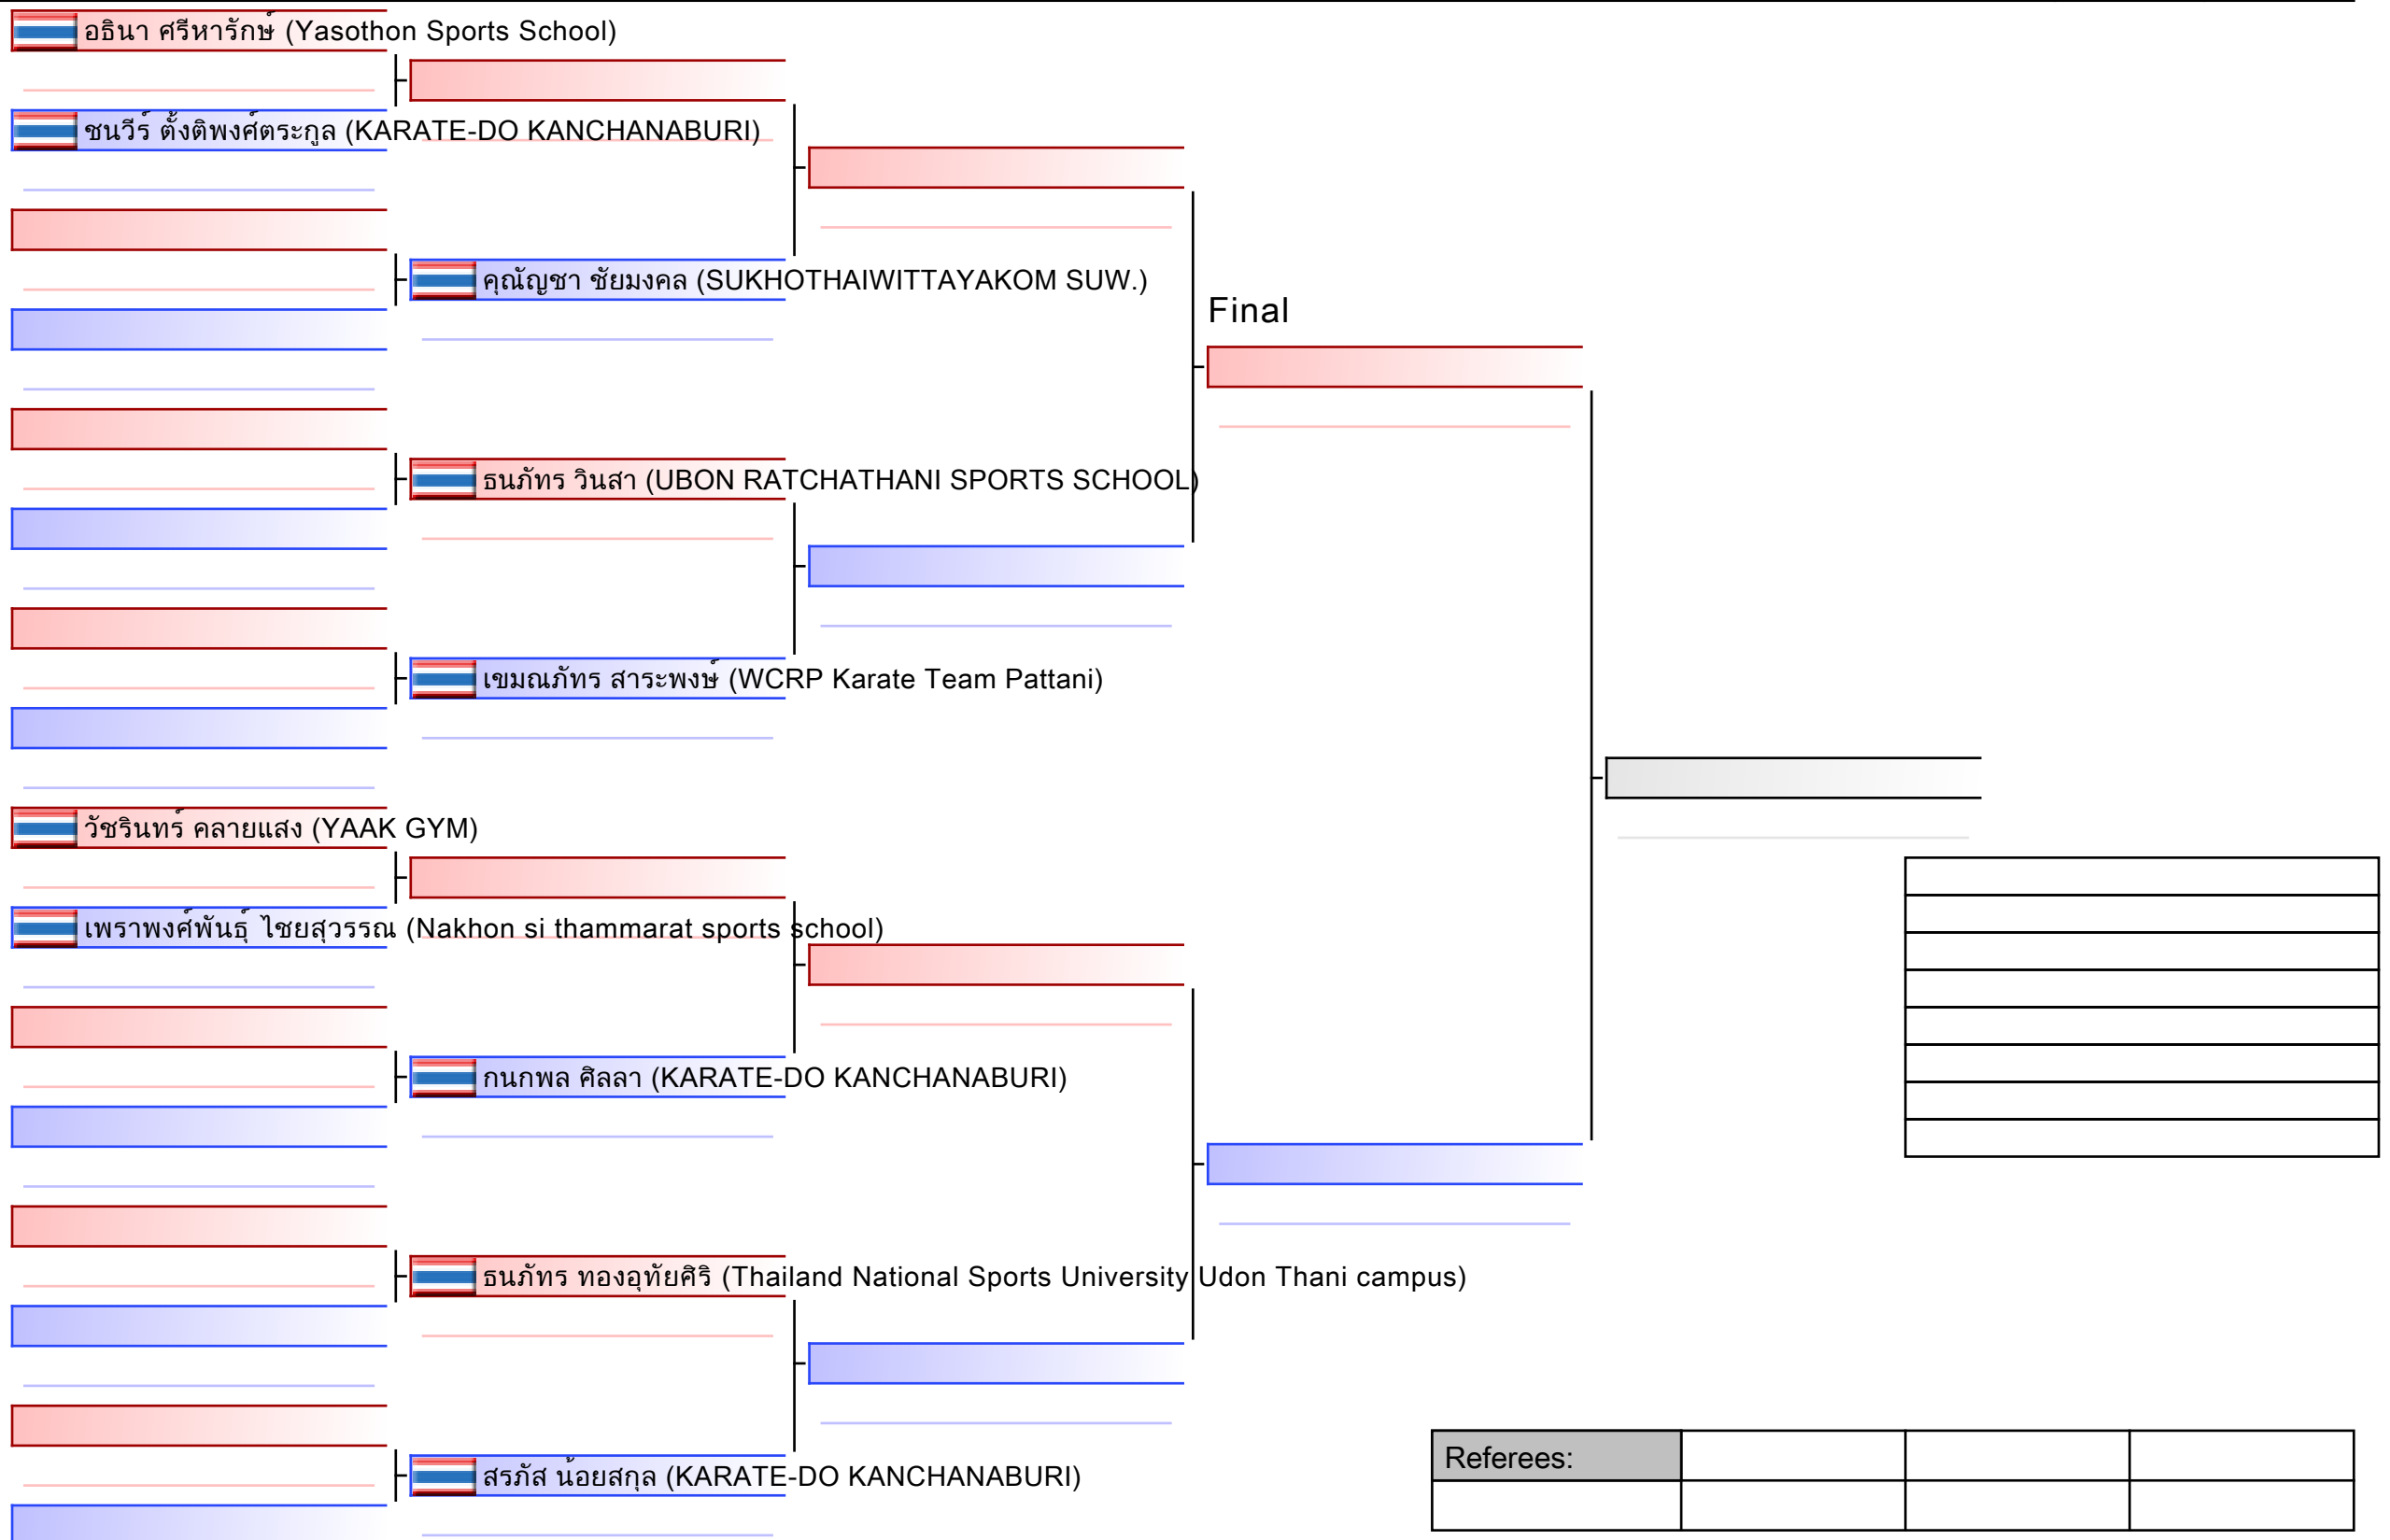 อธินา ศรีหารักษ์ (Yasothon Sports School)
ชนวีร์ ตั้งติพงศ์ตระกูล (KARATE-DO KANCHANABURI)
คุณัญชา ชัยมงคล (SUKHOTHAIWITTAYAKOM SUW.)
Final
ธนภัทร วินสา (UBON RATCHATHANI SPORTS SCHOOL)
เขมณภัทร สาระพงษ์ (WCRP Karate Team Pattani)
วัชรินทร์ คลายแสง (YAAK GYM)
เพราพงศ์พันธุ์ ไชยสุวรรณ (Nakhon si thammarat sports school)
กนกพล ศิลลา (KARATE-DO KANCHANABURI)
ธนภัทร ทองอุทัยศิริ (Thailand National Sports University Udon Thani campus)
สรภัส น้อยสกุล (KARATE-DO KANCHANABURI)
Referees: